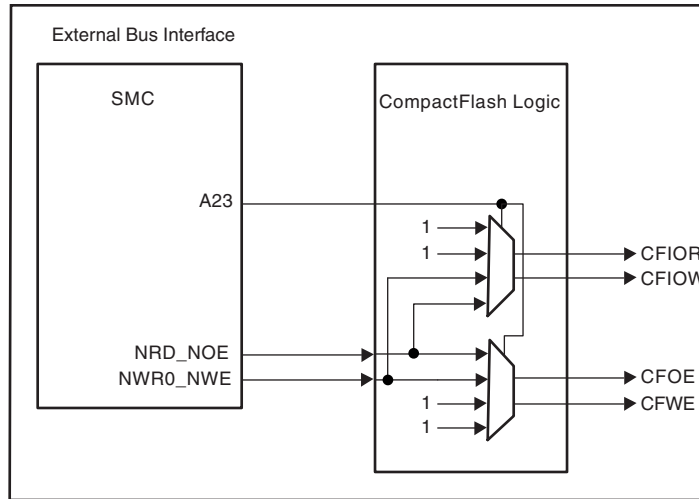 External Bus Interface
SMC
CompactFlash Logic
A23
1
1
CFIOR
CFIOW
NRD_NOE
NWR0_NWE
CFOE
1
CFWE
1